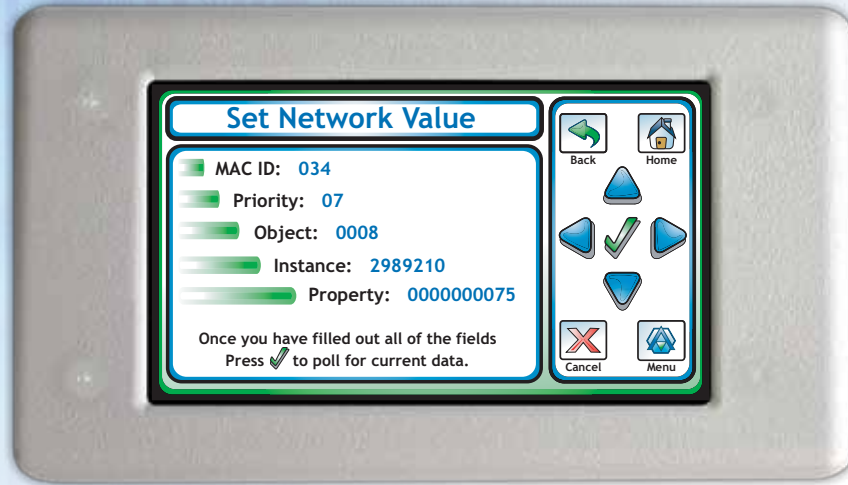 Set Network Value
MAC ID: 034
Priority: 07
Object: 0008
Instance: 2989210
Property: 0000000075
Once you have filled out all of the fields
Press to poll for current data.
Back
Home
Cancel
Menu